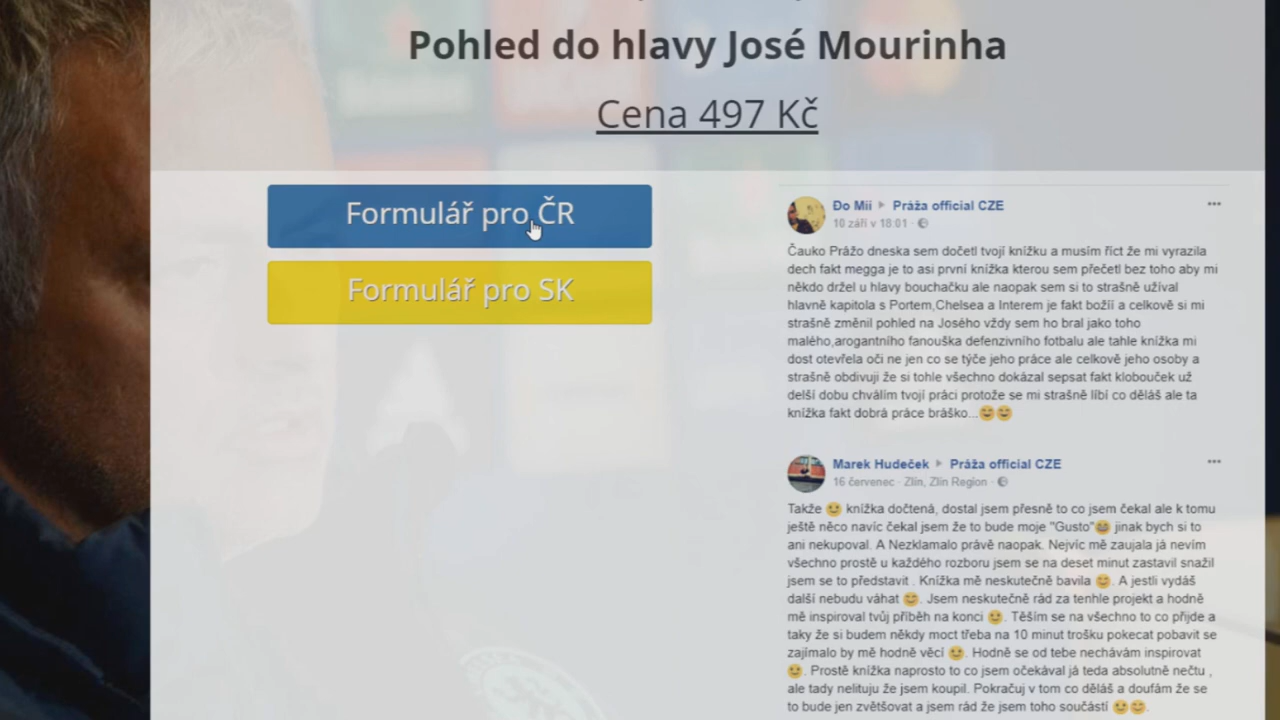 Pohled do hlavy José Mourinha
Cena 497 Kč
Formulář pro ČR
Formulář pro SK
Đo Mii ▶ Práža official CZE
10 září v 18:01 ·
Čauko Prážo dneska sem dočetl tvojí knížku a musím říct že mi vyrazila
dech fakt megga je to asi první knížka kterou sem přečetl bez toho aby mi
někdo držel u hlavy bouchačku ale naopak sem si to strašně užíval
hlavně kapitola s Portem,Chelsea a Interem je fakt božíí a celkově si mi
strašně změnil pohled na Josého vždy sem ho bral jako toho
malého,arogantního fanouška defenzivního fotbalu ale tahle knížka mi
dost otevřela oči ne jen co se týče jeho práce ale celkově jeho osoby a
strašně obdivuji že si tohle všechno dokázal sepsat fakt klobouček už
delší dobu chválím tvojí práci protože se mi strašně líbí co děláš ale ta
knížka fakt dobrá práce bráško...😄😄
Marek Hudeček ▶ Práža official CZE
16 červenec · Zlín, Zlín Region ·
Takže 😉 knížka dočtená, dostal jsem přesně to co jsem čekal ale k tomu
ještě něco navíc čekal jsem že to bude moje "Gusto"😂 jinak bych si to
ani nekupoval. A Nezklamalo právě naopak. Nejvíc mě zaujala já nevím
všechno prostě u každého rozboru jsem se na deset minut zastavil snažil
jsem se to představit . Knížka mě neskutečně bavila 😊. A jestli vydáš
další nebudu váhat 😊. Jsem neskutečně rád za tenhle projekt a hodně
mě inspiroval tvůj příběh na konci 😉. Těším se na všechno to co přijde a
taky že si budem někdy moct třeba na 10 minut trošku pokecat pobavit se
zajímalo by mě hodně věcí 😉. Hodně se od tebe nechávám inspirovat
😉. Prostě knížka naprosto to co jsem očekával já teda absolutně nečtu ,
ale tady nelituju že jsem koupil. Pokračuj v tom co děláš a doufám že se
to bude jen zvětšovat a jsem rád že jsem toho součástí 😉😊.